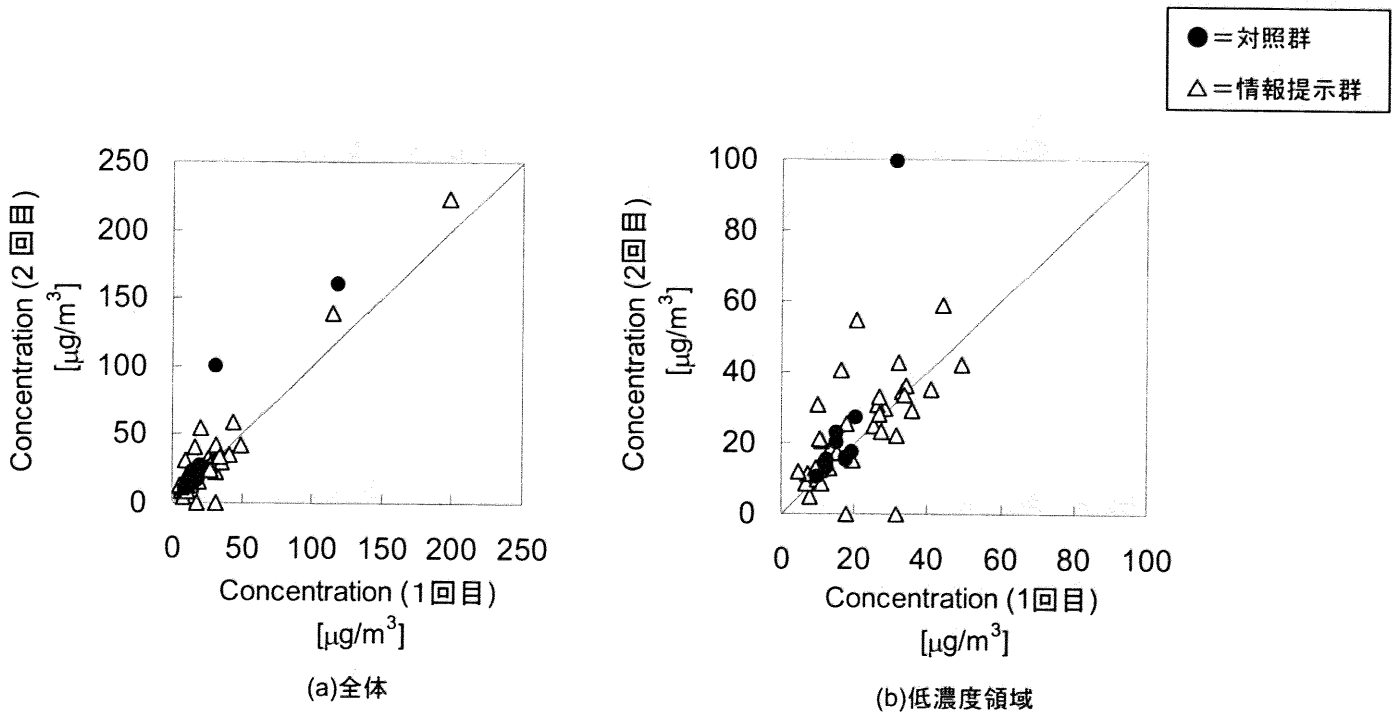 ●=対照群
△=情報提示群
250
200
150
100
50
0
Concentration (2回目)
[μg/m³]
0 50 100 150 200 250
Concentration (1回目)
[μg/m³]
(a)全体
100
80
60
40
20
0
Concentration (2回目)
[μg/m³]
0 20 40 60 80 100
Concentration (1回目)
[μg/m³]
(b)低濃度領域